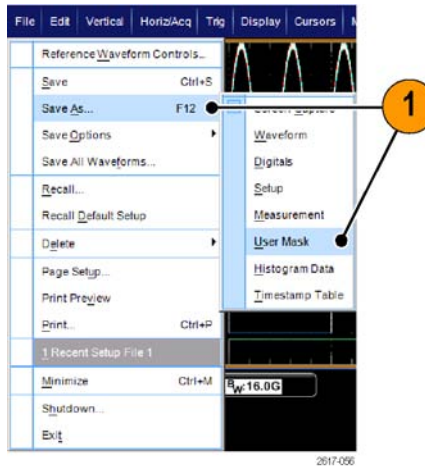 File Edit Vertical Horiz/Acq Trig Display Cursors
Reference Waveform Controls...
Save Ctrl+S
Save As... F12
Save Options
Save All Waveforms...
Recall...
Recall Default Setup
Delete
Page Setup...
Print Preview
Print... Ctrl+P
1 Recent Setup File 1
Minimize Ctrl+M
Shutdown...
Exit
1
Screen Capture
Waveform
Digitals
Setup
Measurement
User Mask
Histogram Data
Timestamp Table
BW:16.0G
2617-056